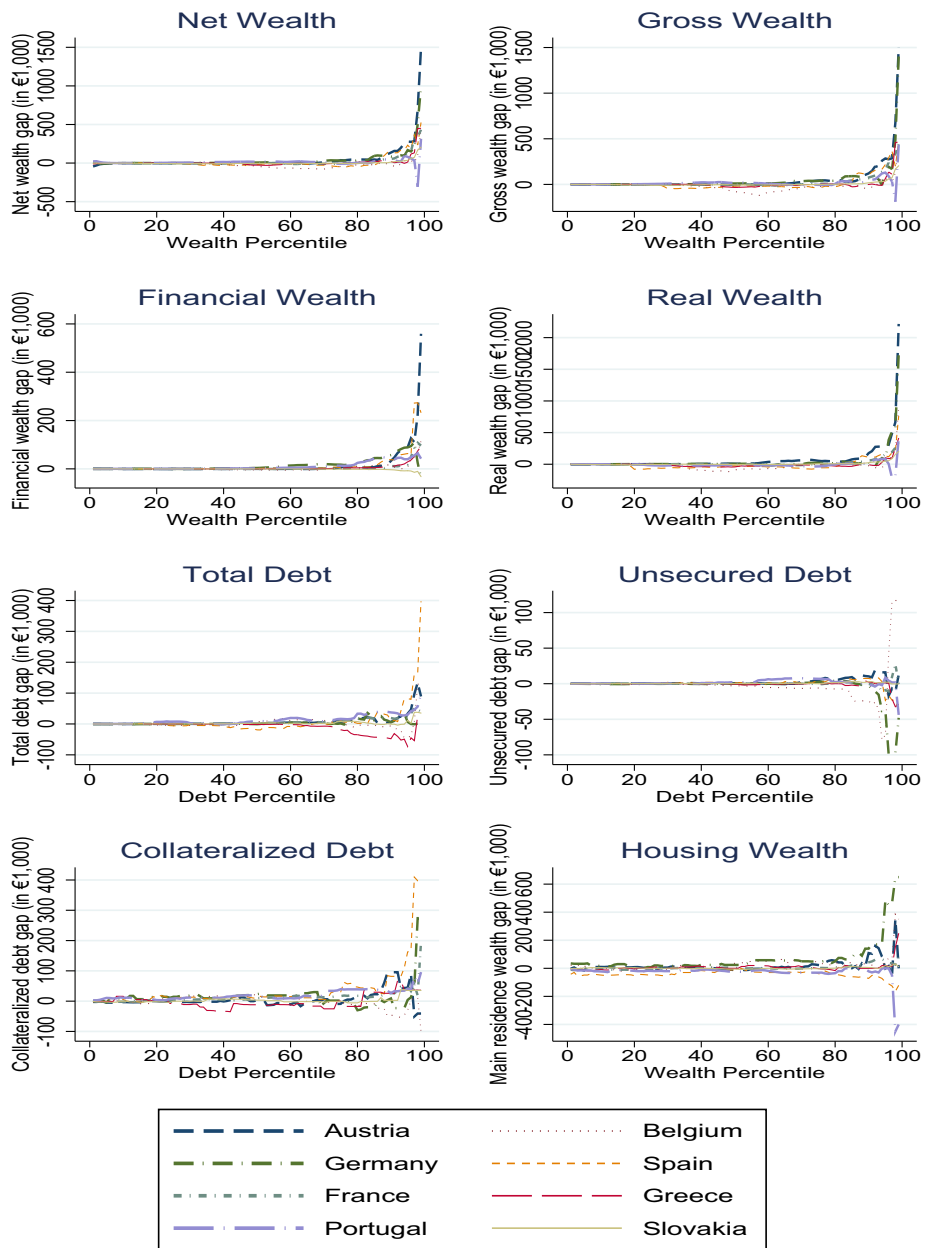 Net Wealth
Net wealth gap (in €1,000)
-500 0 500 1000 1500
0 20 40 60 80 100
Wealth Percentile
Gross Wealth
Gross wealth gap (in €1,000)
0 500 1000 1500
0 20 40 60 80 100
Wealth Percentile
Financial Wealth
Financial wealth gap (in €1,000)
0 200 400 600
0 20 40 60 80 100
Wealth Percentile
Real Wealth
Real wealth gap (in €1,000)
0 500 1000 1500 2000
0 20 40 60 80 100
Wealth Percentile
Total Debt
Total debt gap (in €1,000)
-100 0 100 200 300 400
0 20 40 60 80 100
Debt Percentile
Unsecured Debt
Unsecured debt gap (in €1,000)
-100 -50 0 50 100
0 20 40 60 80 100
Debt Percentile
Collateralized Debt
Collateralized debt gap (in €1,000)
-100 0 100 200 300 400
0 20 40 60 80 100
Debt Percentile
Housing Wealth
Main residence wealth gap (in €1,000)
-400 -200 0 200 400 600
0 20 40 60 80 100
Wealth Percentile
Austria
Belgium
Germany
Spain
France
Greece
Portugal
Slovakia